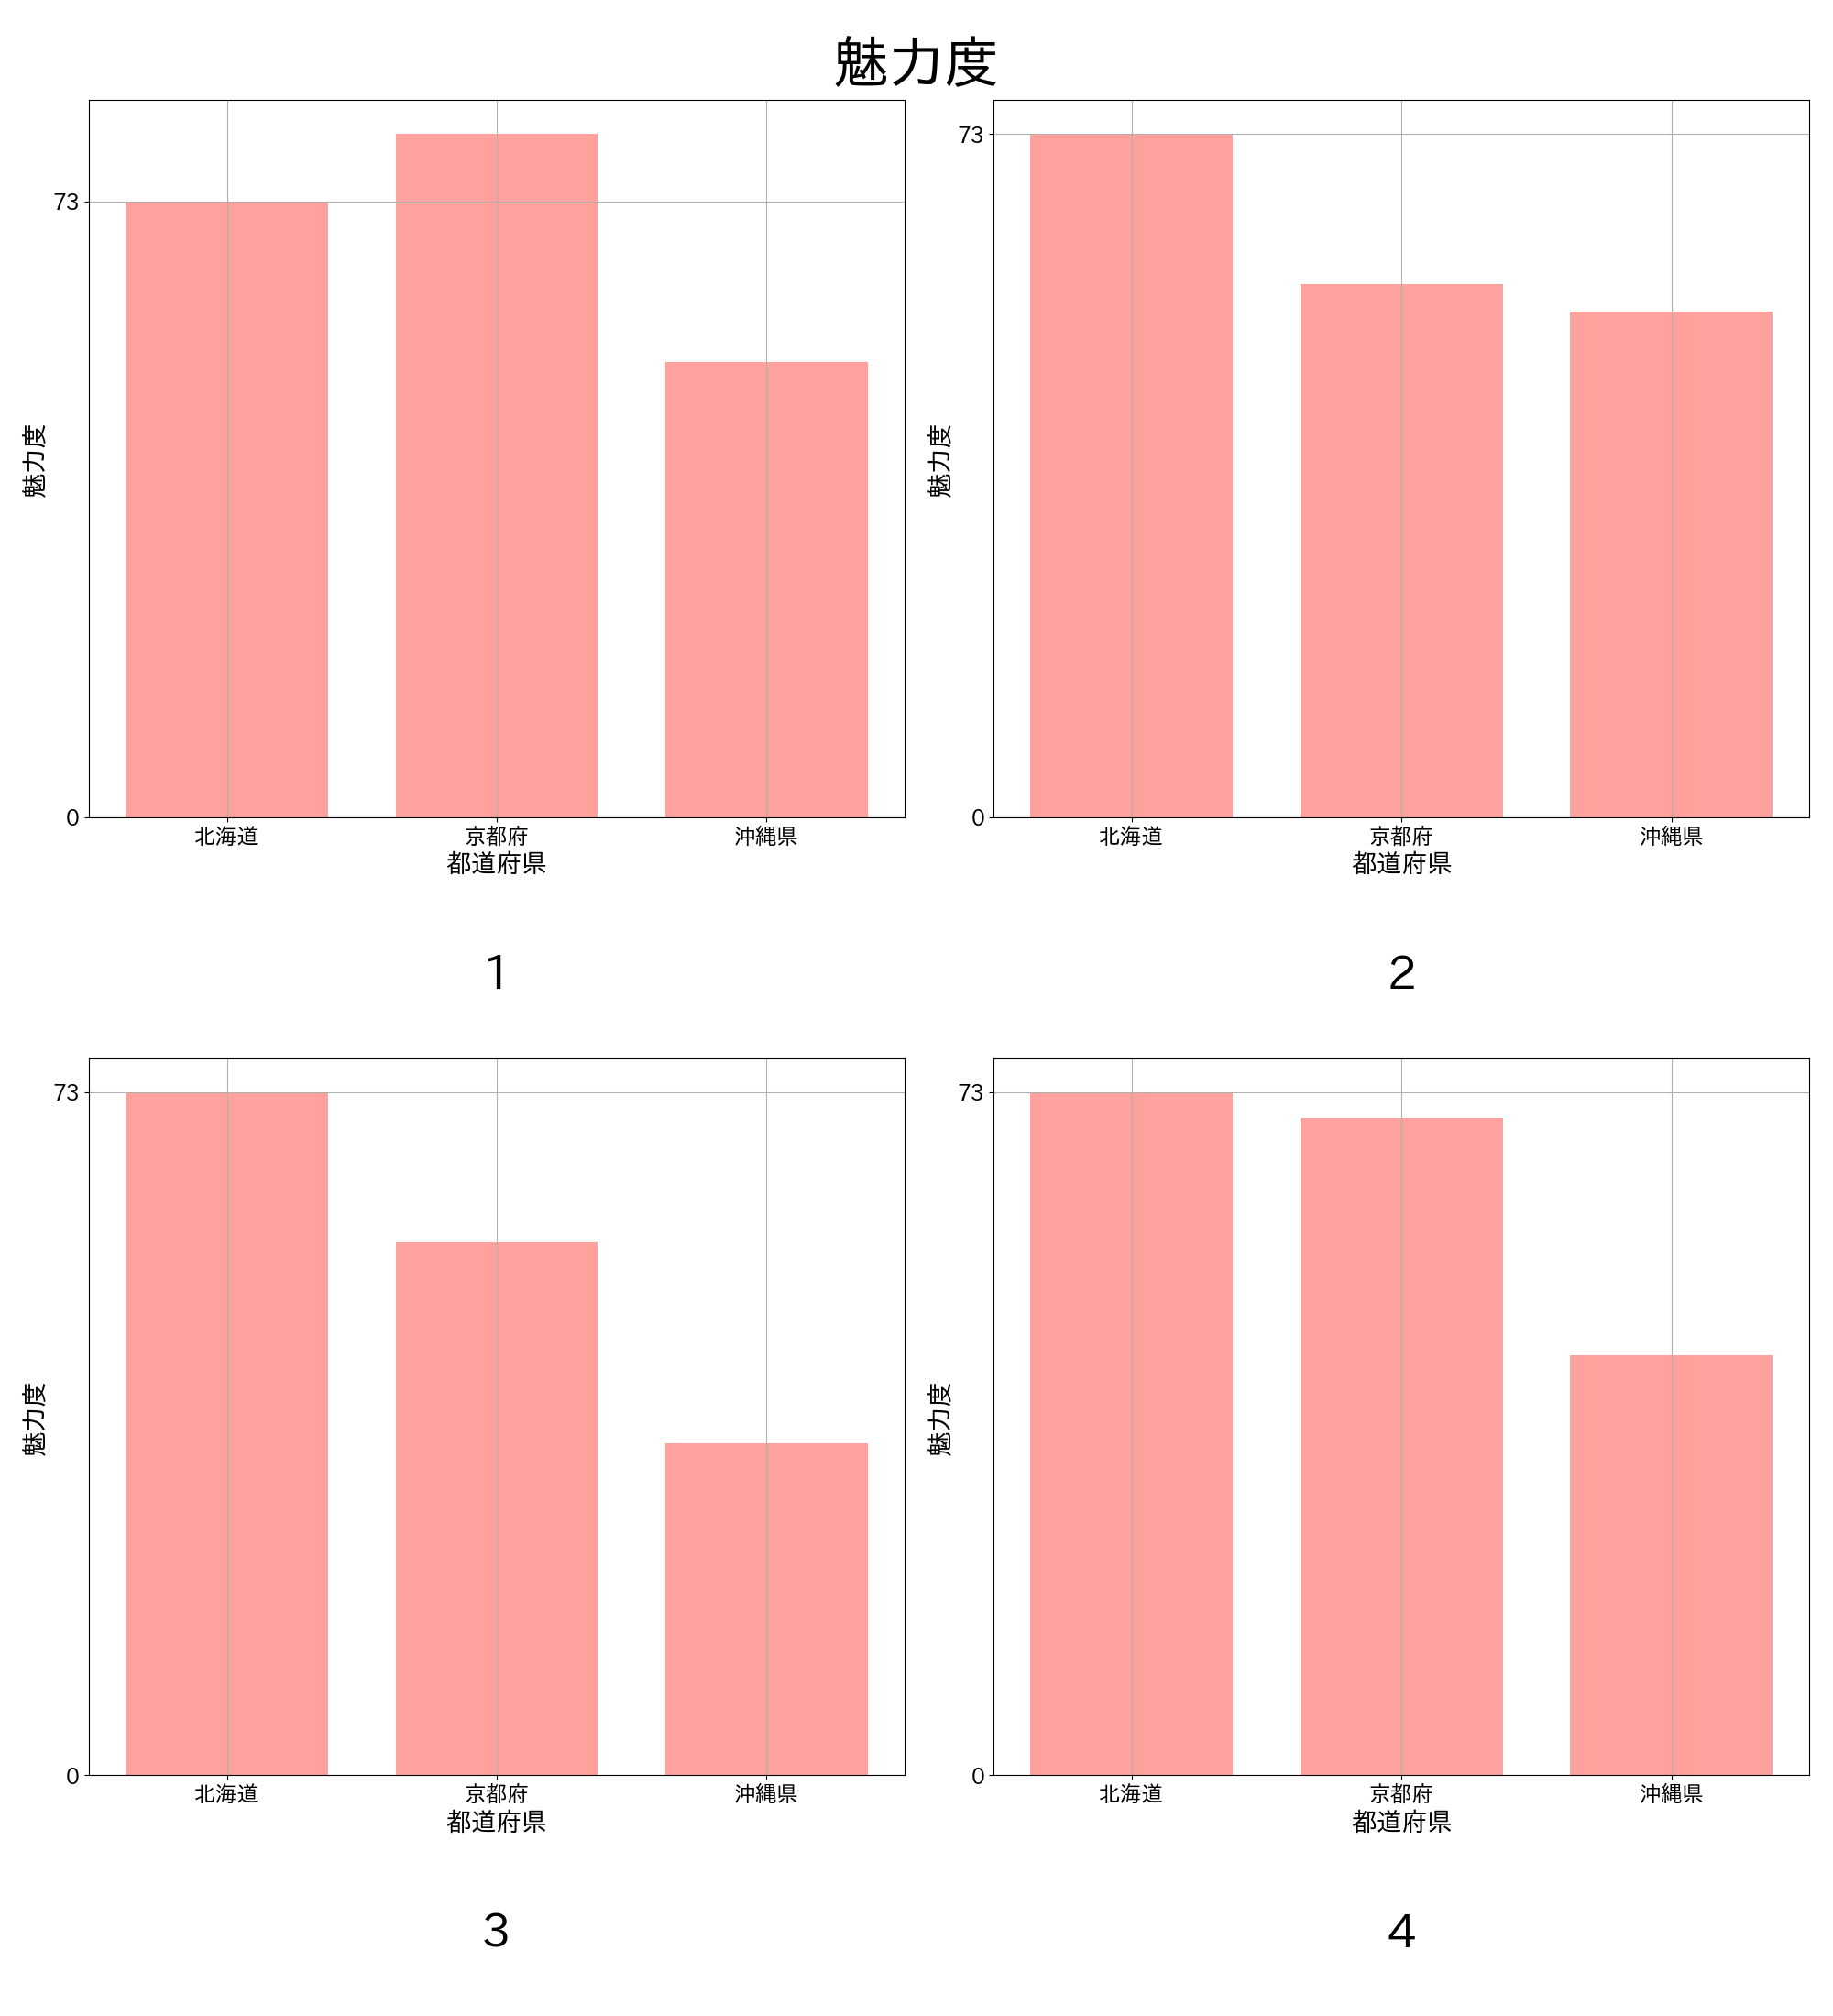 魅力度
73
0
魅力度
北海道 京都府 沖縄県
都道府県
1
73
0
魅力度
北海道 京都府 沖縄県
都道府県
2
73
0
魅力度
北海道 京都府 沖縄県
都道府県
3
73
0
魅力度
北海道 京都府 沖縄県
都道府県
4